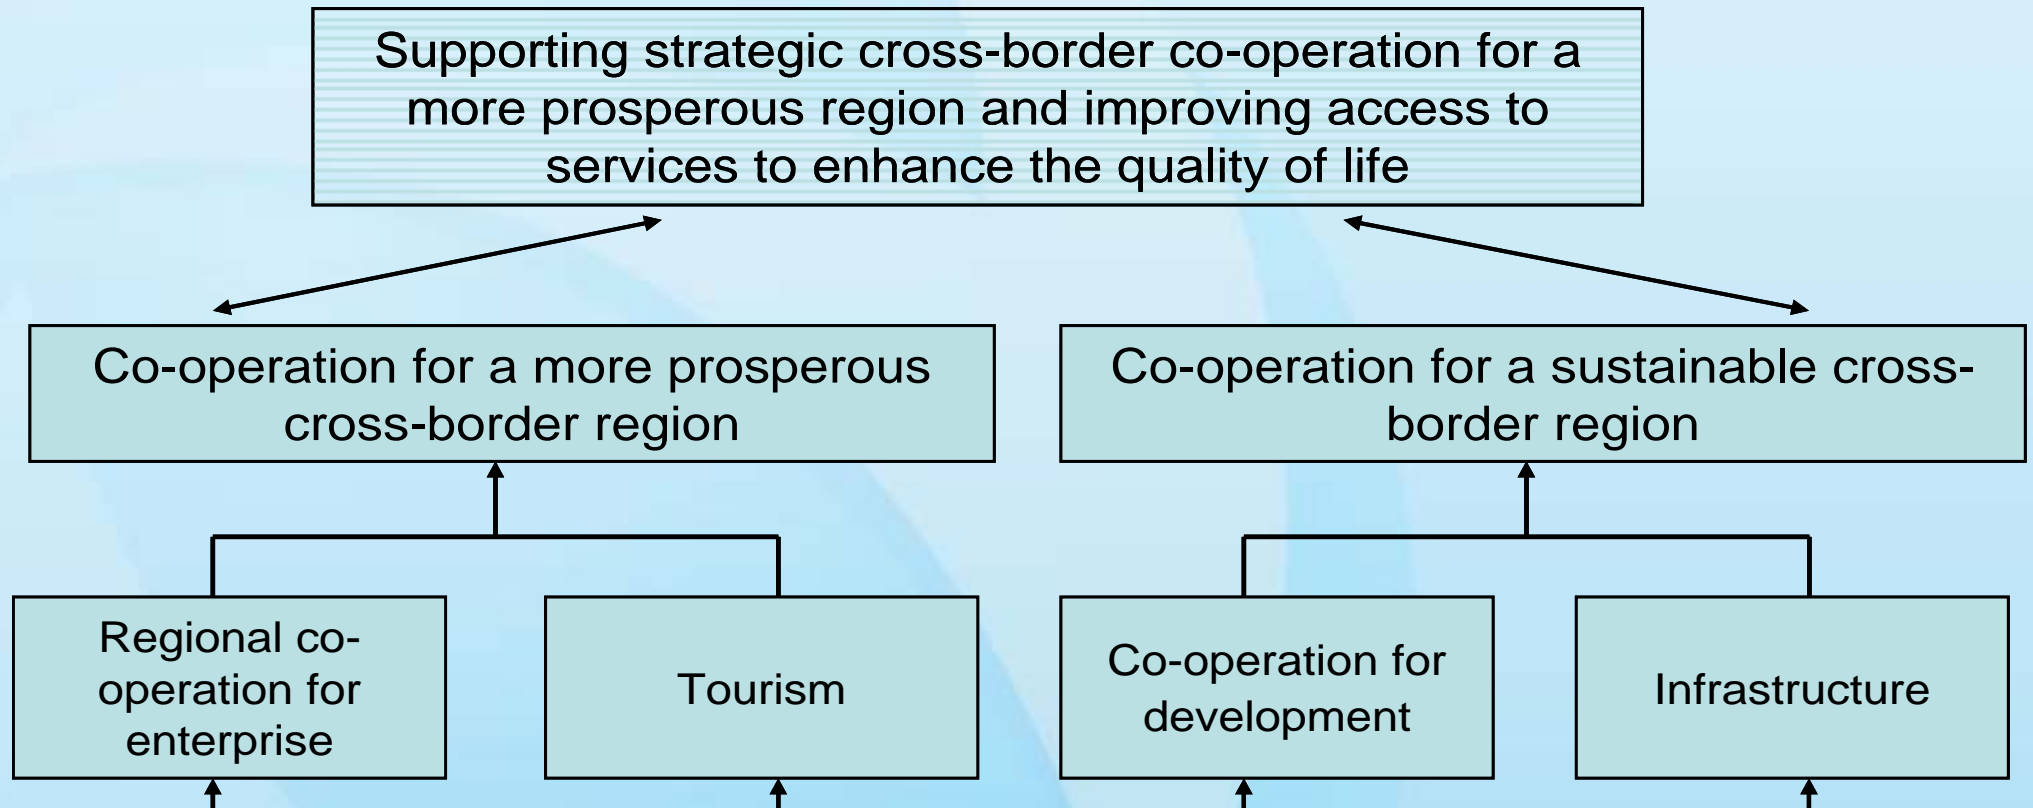 Supporting strategic cross-border co-operation for a
more prosperous region and improving access to
services to enhance the quality of life
Co-operation for a more prosperous
cross-border region
Co-operation for a sustainable cross-
border region
Regional co-
operation for
enterprise
Tourism
Co-operation for
development
Infrastructure